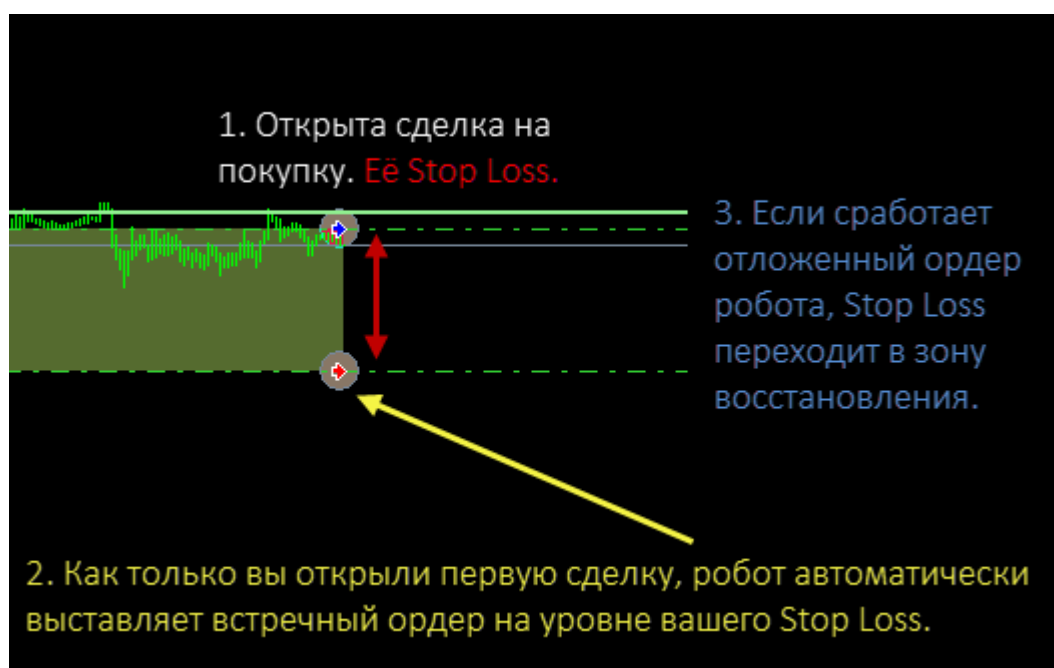 1. Открыта сделка на
покупку. Её Stop Loss.
3. Если сработает
отложенный ордер
робота, Stop Loss
переходит в зону
восстановления.
2. Как только вы открыли первую сделку, робот автоматически
выставляет встречный ордер на уровне вашего Stop Loss.